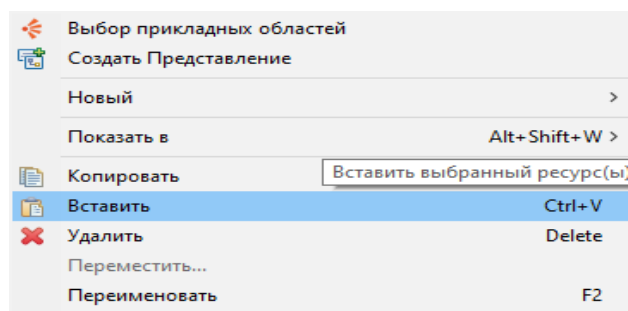 Выбор прикладных областей
Создать Представление
Новый >
Показать в Alt+Shift+W >
Копировать
Вставить выбранный ресурс(ы)
Вставить Ctrl+V
Удалить Delete
Переместить...
Переименовать F2